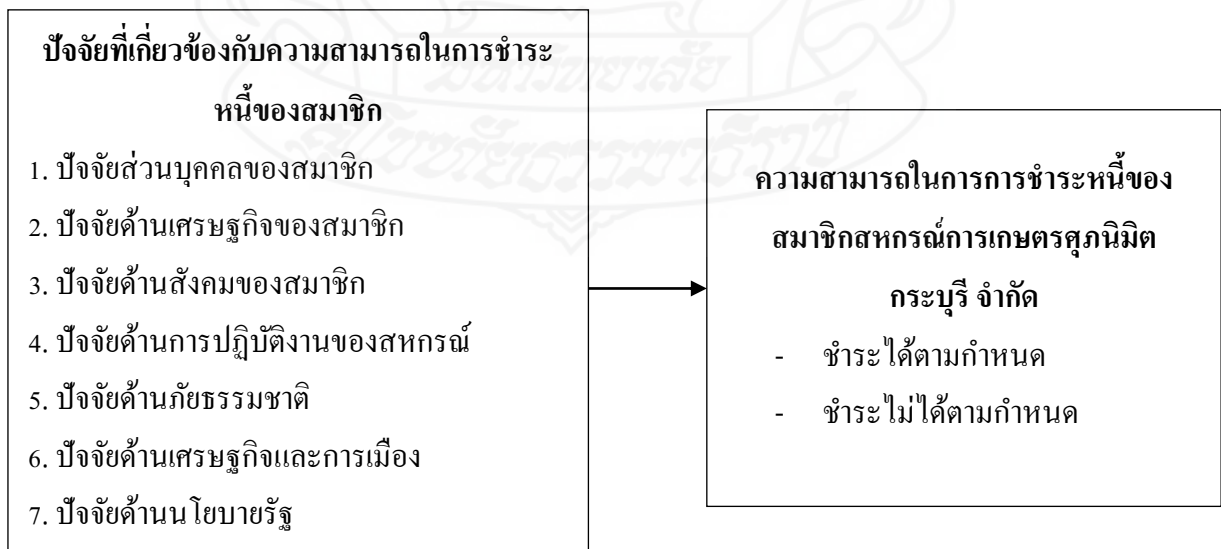 ปัจจัยที่เกี่ยวข้องกับความสามารถในการชำระ
หนี้ของสมาชิก
1. ปัจจัยส่วนบุคคลของสมาชิก
2. ปัจจัยด้านเศรษฐกิจของสมาชิก
3. ปัจจัยด้านสังคมของสมาชิก
4. ปัจจัยด้านการปฏิบัติงานของสหกรณ์
5. ปัจจัยด้านภัยธรรมชาติ
6. ปัจจัยด้านเศรษฐกิจและการเมือง
7. ปัจจัยด้านนโยบายรัฐ
ความสามารถในการการชำระหนี้ของ
สมาชิกสหกรณ์การเกษตรศุภนิมิต
กระบุรี จำกัด
- ชำระได้ตามกำหนด
- ชำระไม่ได้ตามกำหนด